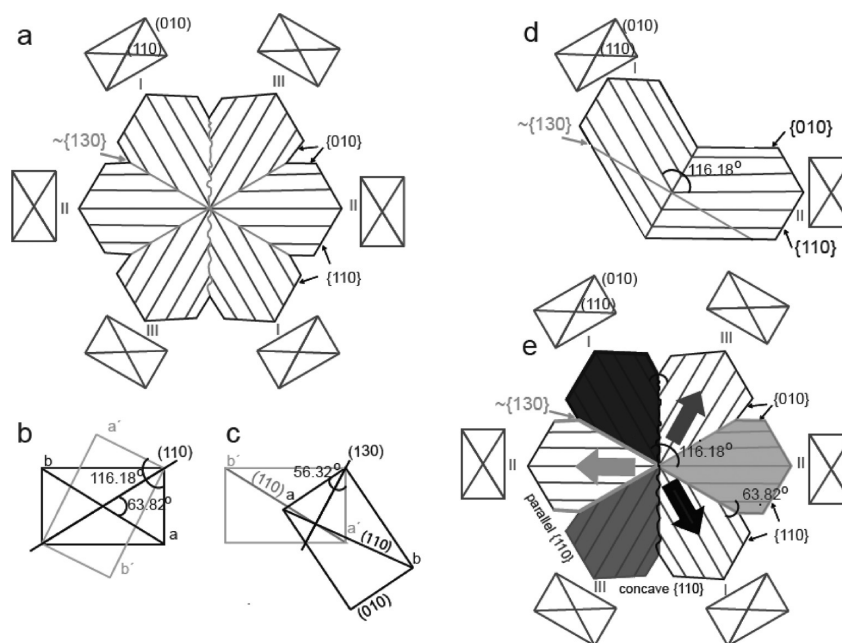 a
(010)
(110)
I
III
~{130}
{010}
{010}
II
II
{110}
III
I
b
a´
b
(110)
116.18°
63.82°
a
b´
c
b´
(110)
a
56.32°
(130)
a´
(110)
b
(010)
d
(010)
(110)
I
~{130}
{010}
116.18°
II
{110}
e
(010)
(110)
I
III
~{130}
{010}
116.18°
II
II
63.82°
parallel {110}
{110}
III
concave {110}
I